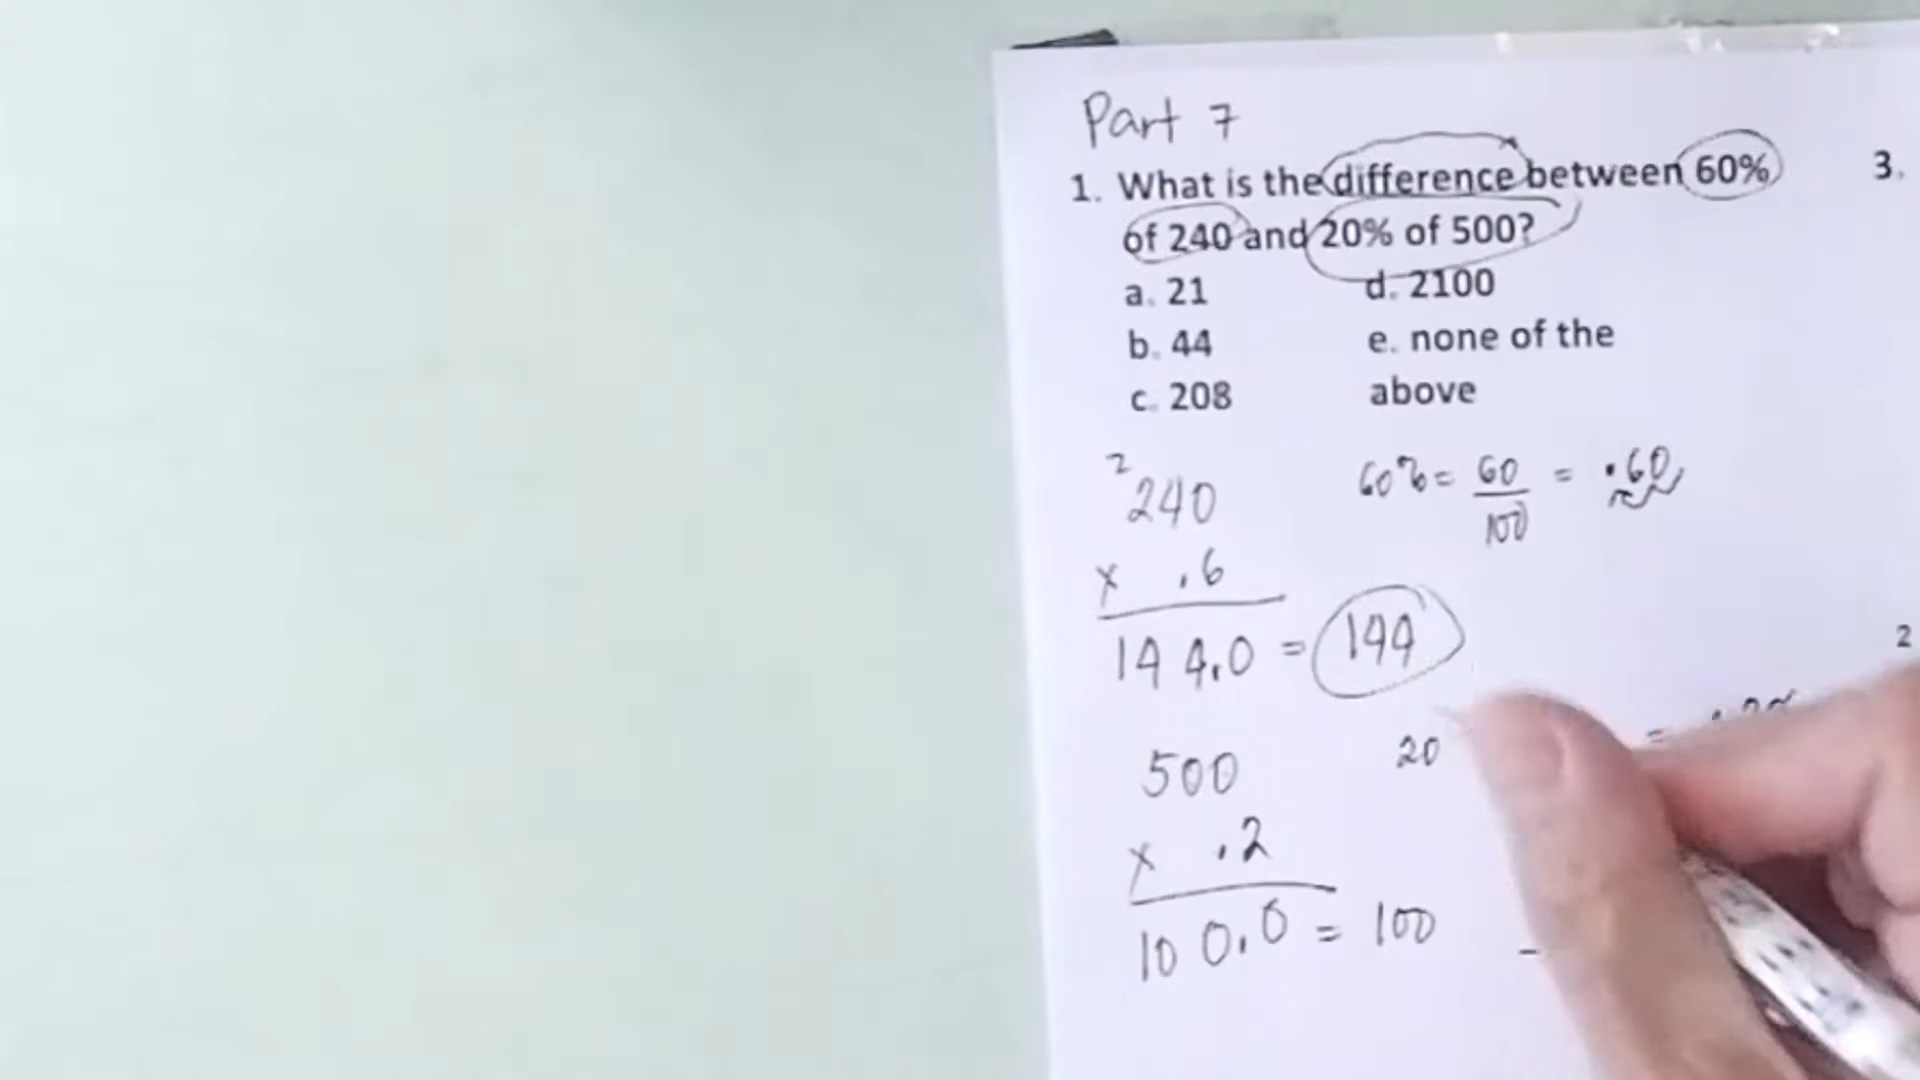 Part 7
1. What is the difference between 60%
of 240 and 20% of 500?
a. 21 d. 2100
b. 44 e. none of the
c. 208 above
3.
2
240 60% = 60/100 = .60
x .6
144.0 = 144
2
500 20 =
x .2
100.0 = 100 -